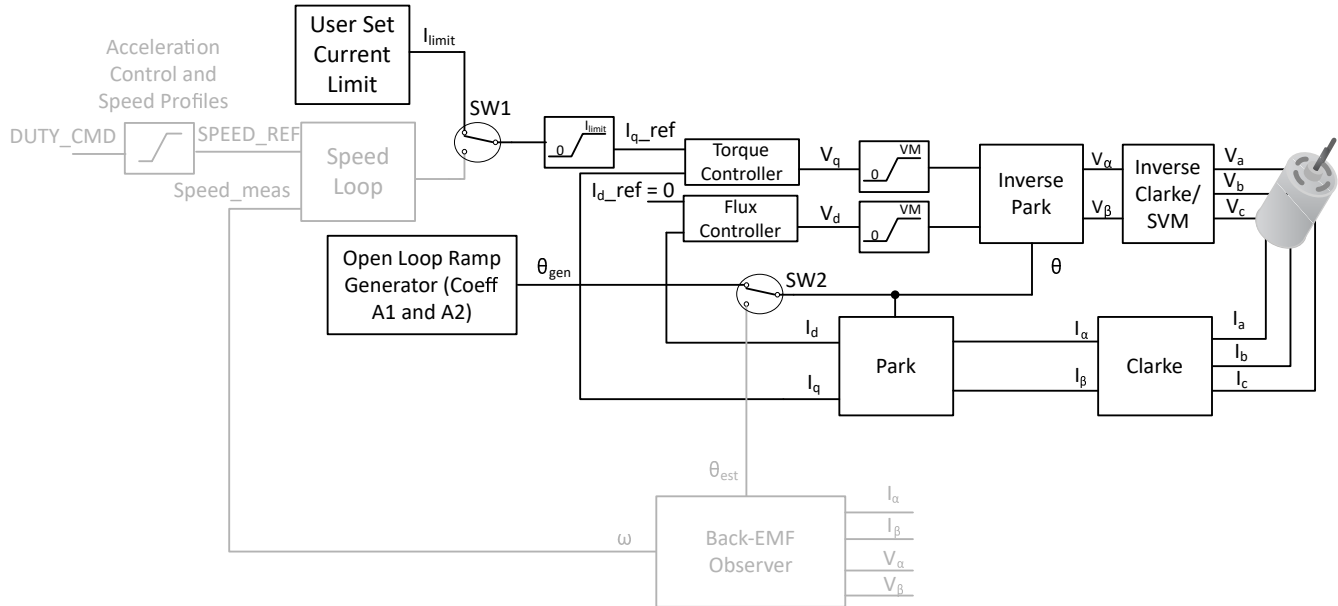 User Set
Current
Limit
I_limit
Acceleration
Control and
Speed Profiles
DUTY_CMD
SPEED_REF
Speed
Loop
Speed_meas
SW1
I_limit
0
I_q_ref
I_d_ref = 0
Torque
Controller
Flux
Controller
V_q
V_d
VM
0
VM
0
Inverse
Park
V_α
V_β
Inverse
Clarke/
SVM
V_a
V_b
V_c
Open Loop Ramp
Generator (Coeff
A1 and A2)
θ_gen
SW2
θ
I_d
I_q
Park
I_α
I_β
Clarke
I_a
I_b
I_c
θ_est
ω
Back-EMF
Observer
I_α
I_β
V_α
V_β